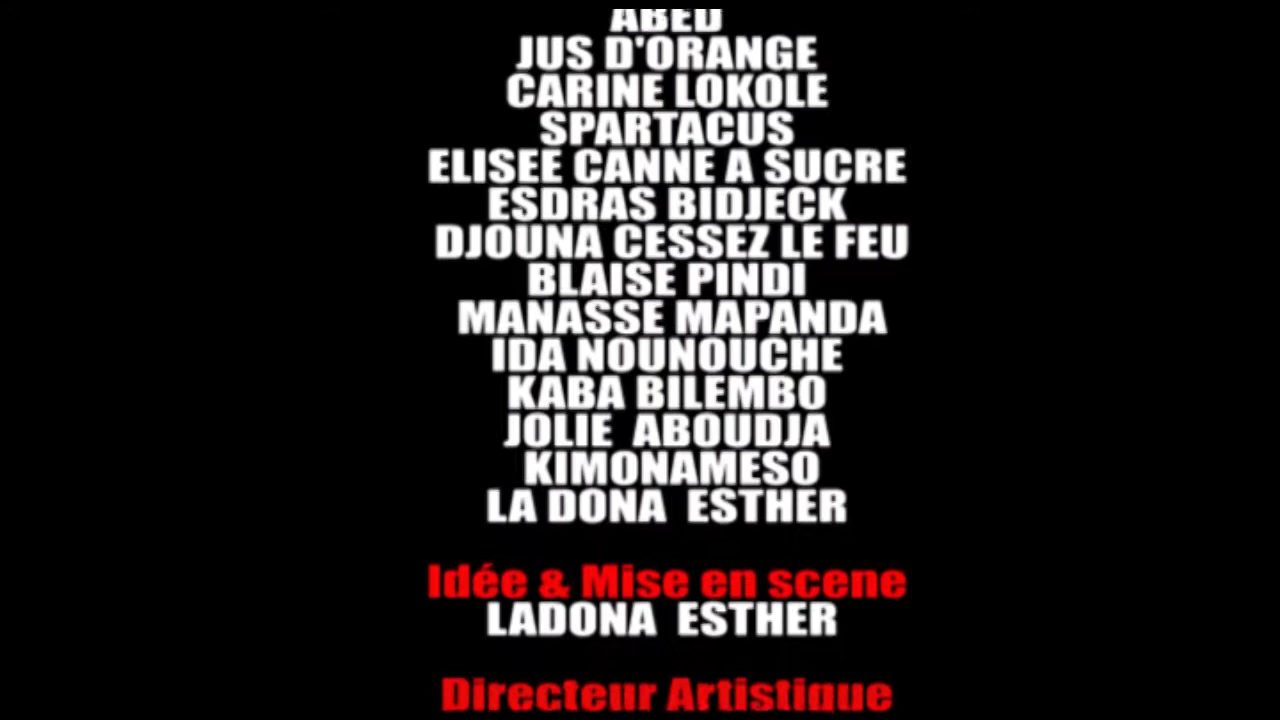 ABED
JUS D'ORANGE
CARINE LOKOLE
SPARTACUS
ELISEE CANNE A SUCRE
ESDRAS BIDJECK
DJOUNA CESSEZ LE FEU
BLAISE PINDI
MANASSE MAPANDA
IDA NOUNOUCHE
KABA BILEMBO
JOLIE ABOUDJA
KIMONAMESO
LA DONA ESTHER
Idée & Mise en scene
LADONA ESTHER
Directeur Artistique